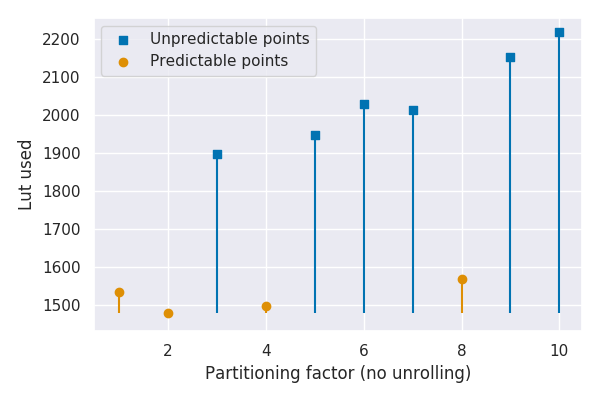 Unpredictable points
Predictable points
2200
2100
2000
1900
1800
1700
1600
1500
Lut used
2 4 6 8 10
Partitioning factor (no unrolling)